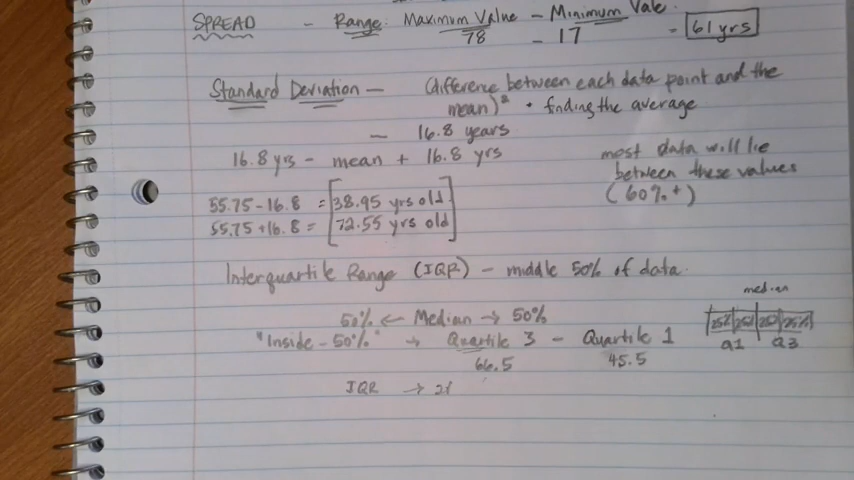 SPREAD - Range: Maximum Value - Minimum Vale
78 - 17 = 61 yrs
Standard Deviation - (difference between each data point and the
mean)² • finding the average
- 16.8 years
16.8 yrs - mean + 16.8 yrs
most data will lie
between these values
(60%+)
55.75-16.8 = 38.95 yrs old
55.75+16.8 = 72.55 yrs old
Interquartile Range (IQR) - middle 50% of data.
median
50% ← Median → 50%
25% 25% 25% 25%
"Inside - 50%" → Quartile 3 - Quartile 1
Q1 Q3
66.5 45.5
IQR → 21